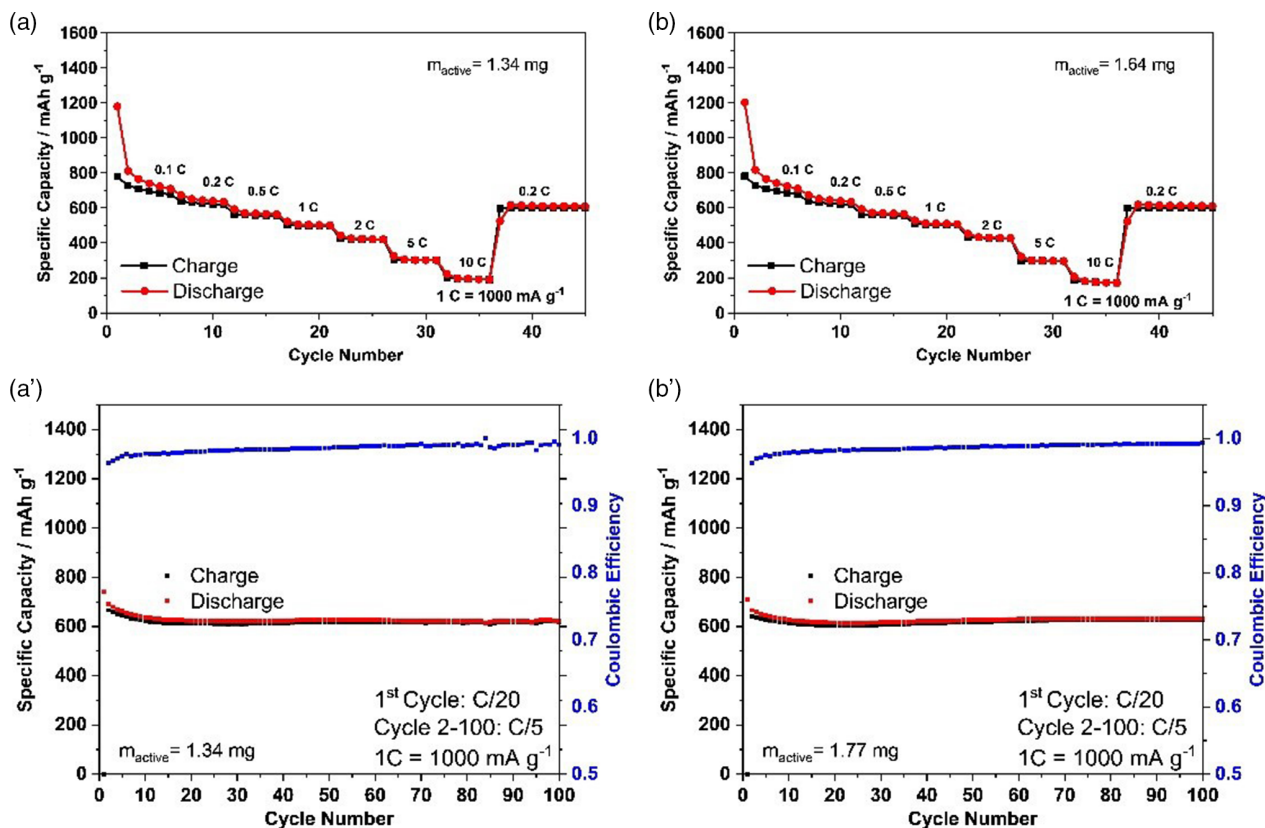 (a)
1600
1400
1200
1000
800
600
400
200
0
Specific Capacity / mAh g⁻¹
m_active = 1.34 mg
0.1 C
0.2 C
0.5 C
1 C
2 C
5 C
10 C
0.2 C
Charge
Discharge
1 C = 1000 mA g⁻¹
0 10 20 30 40
Cycle Number
(b)
1600
1400
1200
1000
800
600
400
200
0
Specific Capacity / mAh g⁻¹
m_active = 1.64 mg
0.1 C
0.2 C
0.5 C
1 C
2 C
5 C
10 C
0.2 C
Charge
Discharge
1 C = 1000 mA g⁻¹
0 10 20 30 40
Cycle Number
(a’)
1400
1200
1000
800
600
400
200
0
Specific Capacity / mAh g⁻¹
1.0
0.9
0.8
0.7
0.6
0.5
Coulombic Efficiency
Charge
Discharge
1ˢᵗ Cycle: C/20
Cycle 2-100: C/5
1C = 1000 mA g⁻¹
m_active = 1.34 mg
0 10 20 30 40 50 60 70 80 90 100
Cycle Number
(b’)
1400
1200
1000
800
600
400
200
0
Specific Capacity / mAh g⁻¹
1.0
0.9
0.8
0.7
0.6
0.5
Coulombic Efficiency
Charge
Discharge
1ˢᵗ Cycle: C/20
Cycle 2-100: C/5
1C = 1000 mA g⁻¹
m_active = 1.77 mg
0 10 20 30 40 50 60 70 80 90 100
Cycle Number